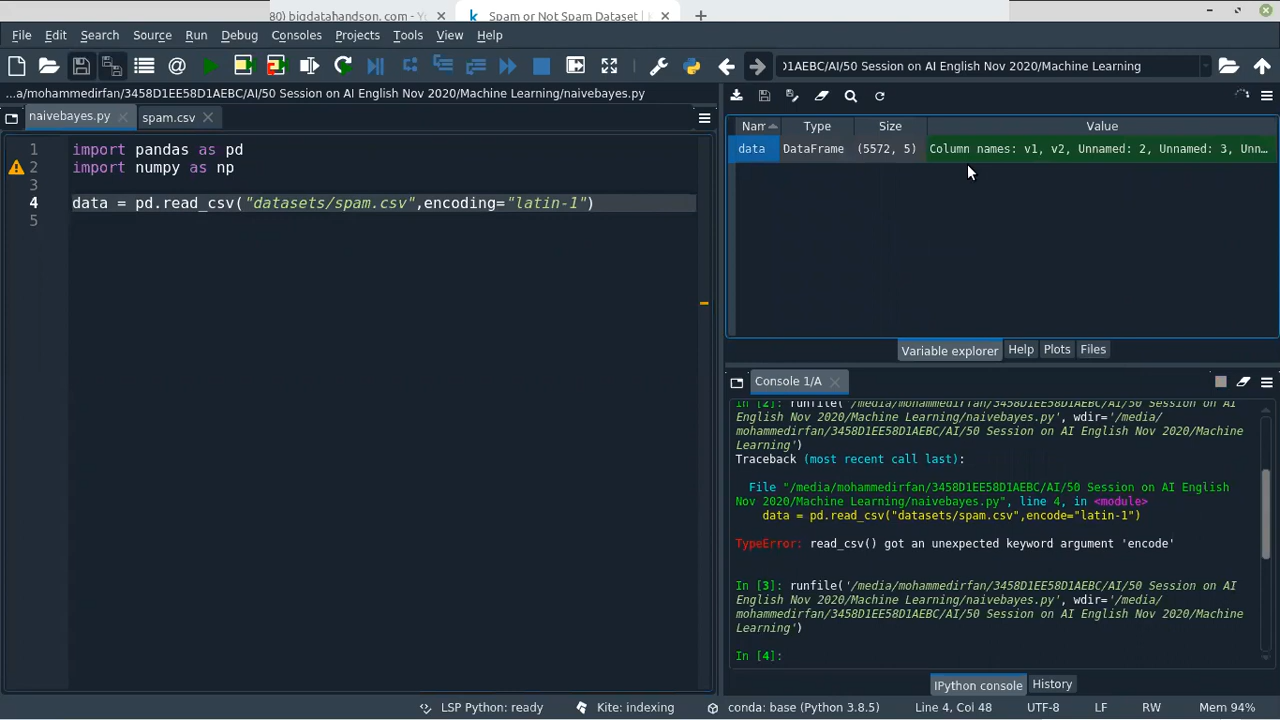 80) bigdatahandson.com - Y
Spam or Not Spam Dataset |
File Edit Search Source Run Debug Consoles Projects Tools View Help
)1AEBC/AI/50 Session on AI English Nov 2020/Machine Learning
...a/mohammedirfan/3458D1EE58D1AEBC/AI/50 Session on AI English Nov 2020/Machine Learning/naivebayes.py
naivebayes.py spam.csv
1 import pandas as pd
2 import numpy as np
3
4 data = pd.read_csv("datasets/spam.csv",encoding="latin-1")
5
Nam Type Size Value
data DataFrame (5572, 5) Column names: v1, v2, Unnamed: 2, Unnamed: 3, Unn…
Variable explorer Help Plots Files
Console 1/A
In [2]: runfile('/media/mohammedirfan/3458D1EE58D1AEBC/AI/50 Session on AI
English Nov 2020/Machine Learning/naivebayes.py', wdir='/media/
mohammedirfan/3458D1EE58D1AEBC/AI/50 Session on AI English Nov 2020/Machine
Learning')
Traceback (most recent call last):
File "/media/mohammedirfan/3458D1EE58D1AEBC/AI/50 Session on AI English
Nov 2020/Machine Learning/naivebayes.py", line 4, in <module>
data = pd.read_csv("datasets/spam.csv",encode="latin-1")
TypeError: read_csv() got an unexpected keyword argument 'encode'
In [3]: runfile('/media/mohammedirfan/3458D1EE58D1AEBC/AI/50 Session on AI
English Nov 2020/Machine Learning/naivebayes.py', wdir='/media/
mohammedirfan/3458D1EE58D1AEBC/AI/50 Session on AI English Nov 2020/Machine
Learning')
In [4]:
IPython console History
LSP Python: ready Kite: indexing conda: base (Python 3.8.5) Line 4, Col 48 UTF-8 LF RW Mem 94%